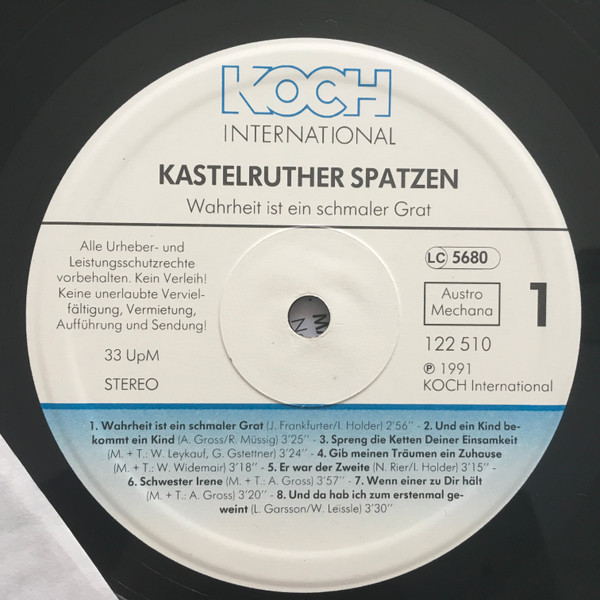 KOCH
INTERNATIONAL
KASTELRUTHER SPATZEN
Wahrheit ist ein schmaler Grat
Alle Urheber- und
Leistungsschutzrechte
vorbehalten. Kein Verleih!
Keine unerlaubte Verviel-
fältigung, Vermietung,
Aufführung und Sendung!
33 UpM
STEREO
LC 5680
Austro
Mechana
1
122 510
℗ 1991
KOCH International
1. Wahrheit ist ein schmaler Grat (J. Frankfurter/I. Holder) 2'56" - 2. Und ein Kind be-
kommt ein Kind (A. Gross/R. Müssig) 3'25" - 3. Spreng die Ketten Deiner Einsamkeit
(M. + T.: W. Leykauf, G. Gstettner) 3'24" - 4. Gib meinen Träumen ein Zuhause
(M. + T.: W. Widemair) 3'18" - 5. Er war der Zweite (N. Rier/I. Holder) 3'15" -
6. Schwester Irene (M. + T.: A. Gross) 3'57" - 7. Wenn einer zu Dir hält
(M. + T.: A. Gross) 3'20" - 8. Und da hab ich zum erstenmal ge-
weint (L. Garsson/W. Leissle) 3'30"